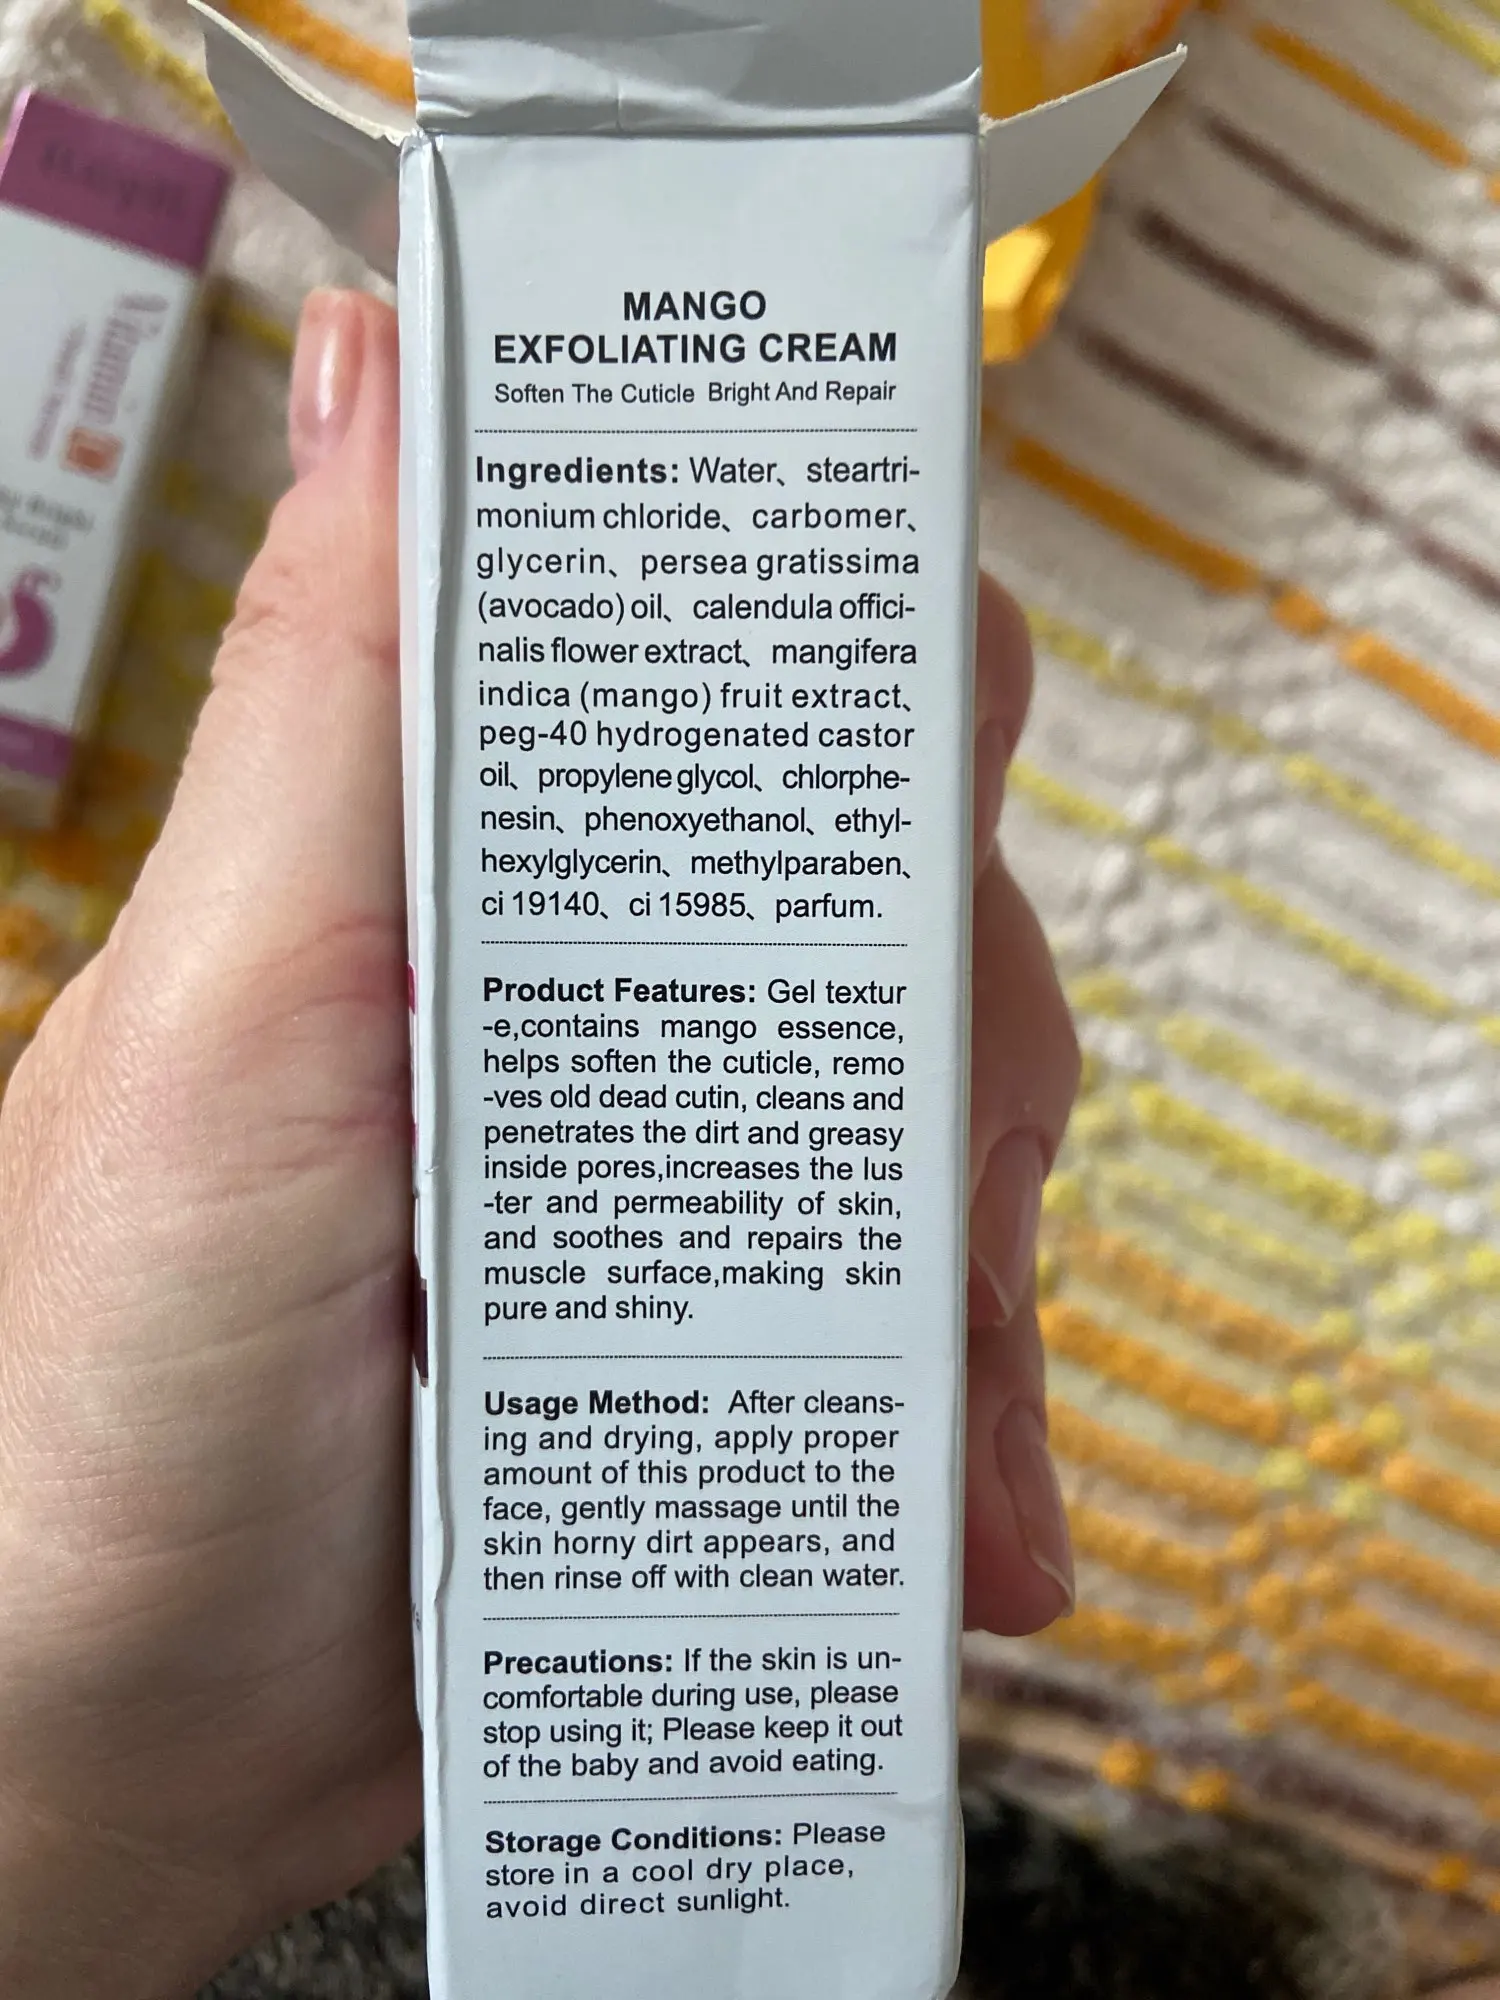 MANGO
EXFOLIATING CREAM
Soften The Cuticle Bright And Repair
Ingredients: Water、 steartri-
monium chloride、 carbomer、
glycerin、 persea gratissima
(avocado) oil、 calendula offici-
nalis flower extract、 mangifera
indica (mango) fruit extract、
peg-40 hydrogenated castor
oil、 propylene glycol、 chlorphe-
nesin、 phenoxyethanol、 ethyl-
hexylglycerin、 methylparaben、
ci 19140、 ci 15985、 parfum.
Product Features: Gel textur
-e,contains mango essence,
helps soften the cuticle, remo
-ves old dead cutin, cleans and
penetrates the dirt and greasy
inside pores,increases the lus
-ter and permeability of skin,
and soothes and repairs the
muscle surface,making skin
pure and shiny.
Usage Method: After cleans-
ing and drying, apply proper
amount of this product to the
face, gently massage until the
skin horny dirt appears, and
then rinse off with clean water.
Precautions: If the skin is un-
comfortable during use, please
stop using it; Please keep it out
of the baby and avoid eating.
Storage Conditions: Please
store in a cool dry place,
avoid direct sunlight.
Vitamin